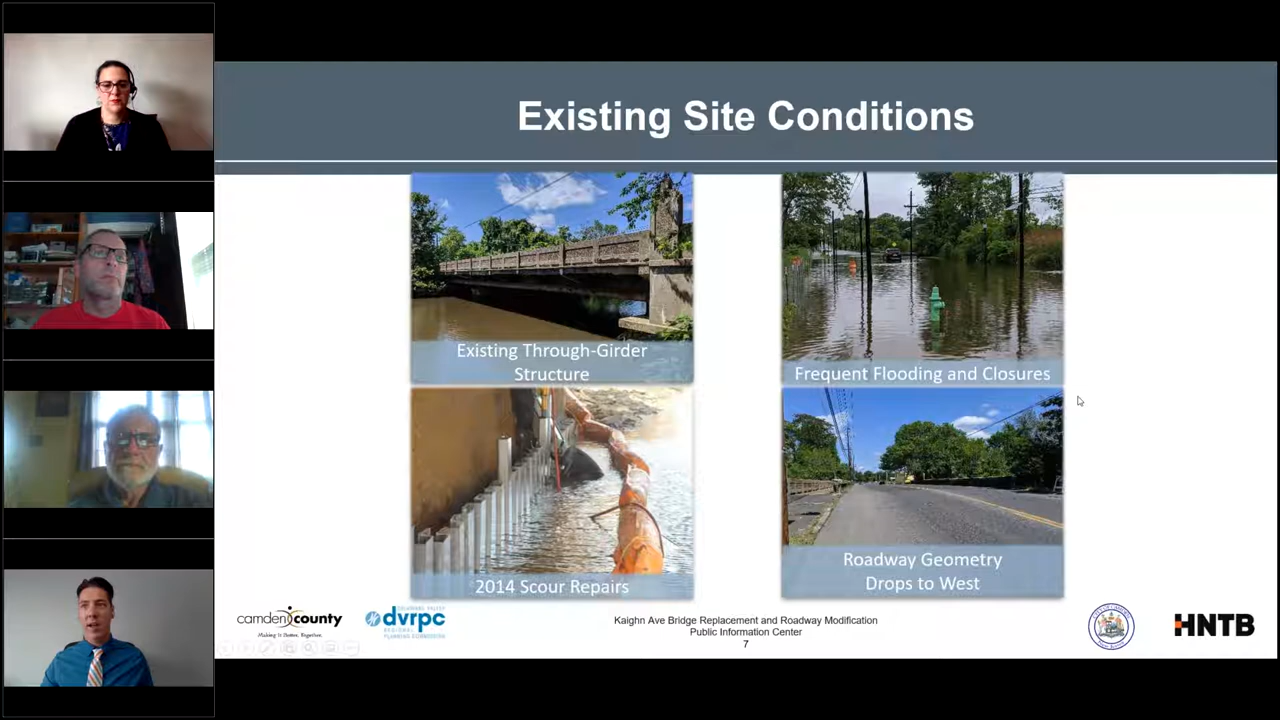 Existing Site Conditions
Existing Through-Girder
Structure
Frequent Flooding and Closures
2014 Scour Repairs
Roadway Geometry
Drops to West
camdencounty
Making It Better, Together.
DELAWARE VALLEY
dvrpc
REGIONAL
PLANNING COMMISSION
Kaighn Ave Bridge Replacement and Roadway Modification
Public Information Center
7
HNTB